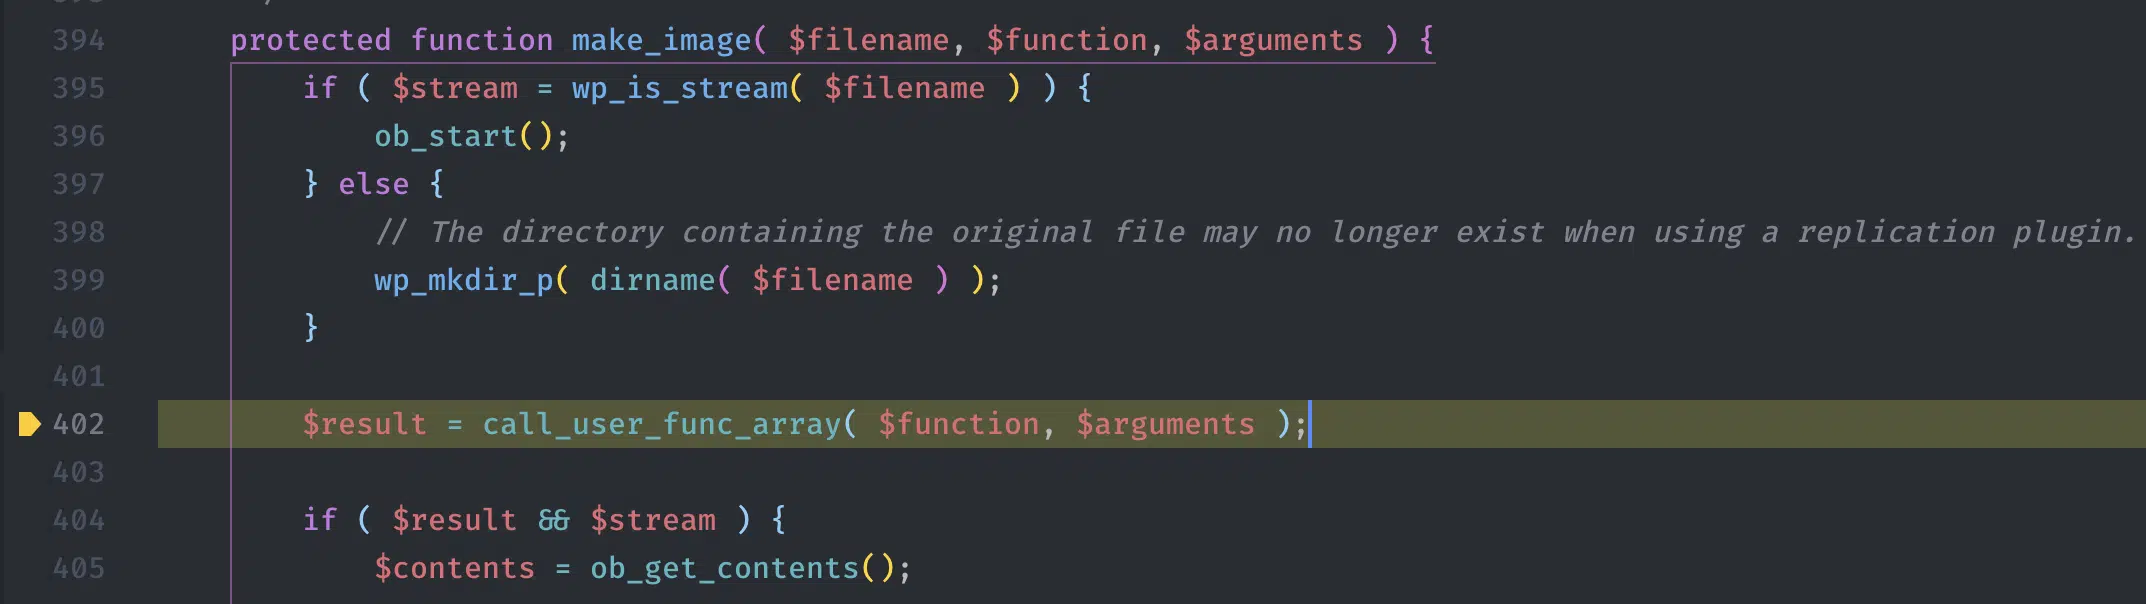 394 protected function make_image( $filename, $function, $arguments ) {
395 if ( $stream = wp_is_stream( $filename ) ) {
396 ob_start();
397 } else {
398 // The directory containing the original file may no longer exist when using a replication plugin.
399 wp_mkdir_p( dirname( $filename ) );
400 }
401
402 $result = call_user_func_array( $function, $arguments );
403
404 if ( $result && $stream ) {
405 $contents = ob_get_contents();